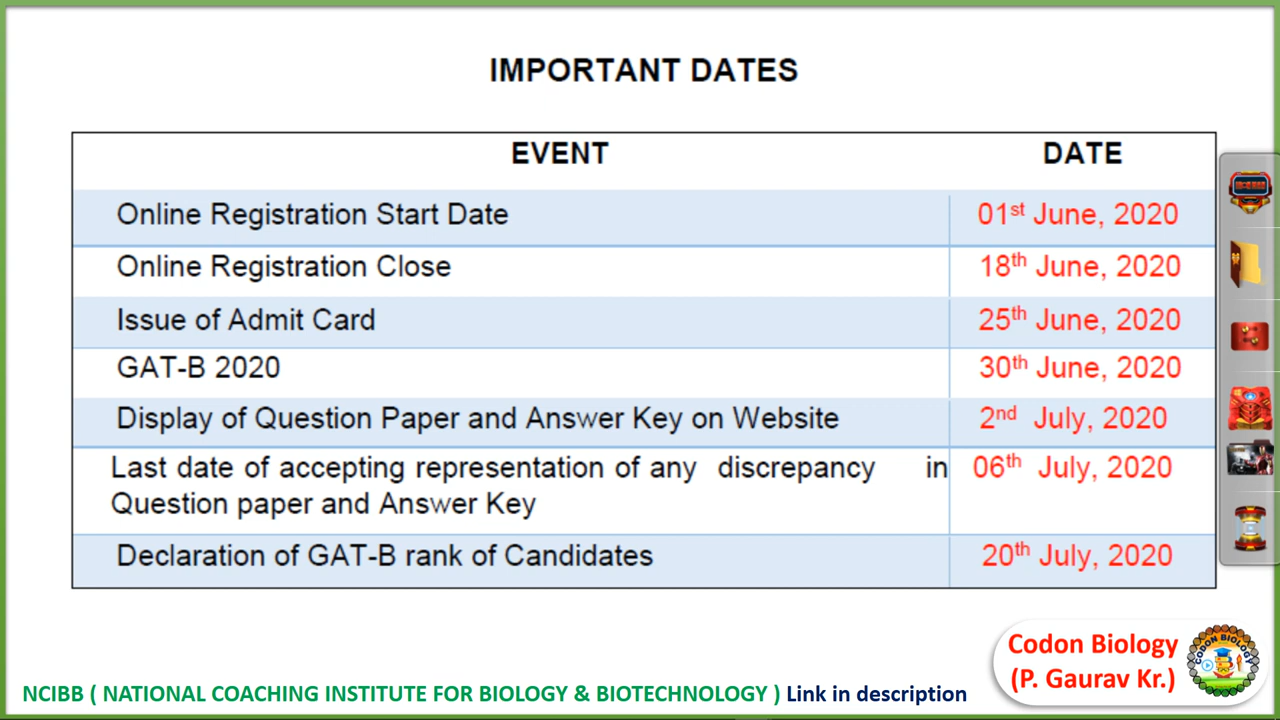 IMPORTANT DATES
EVENT DATE
Online Registration Start Date 01st June, 2020
Online Registration Close 18th June, 2020
Issue of Admit Card 25th June, 2020
GAT-B 2020 30th June, 2020
Display of Question Paper and Answer Key on Website 2nd July, 2020
Last date of accepting representation of any discrepancy in 06th July, 2020
Question paper and Answer Key
Declaration of GAT-B rank of Candidates 20th July, 2020
Codon Biology
(P. Gaurav Kr.)
CODON BIOLOGY
NCIBB ( NATIONAL COACHING INSTITUTE FOR BIOLOGY & BIOTECHNOLOGY ) Link in description